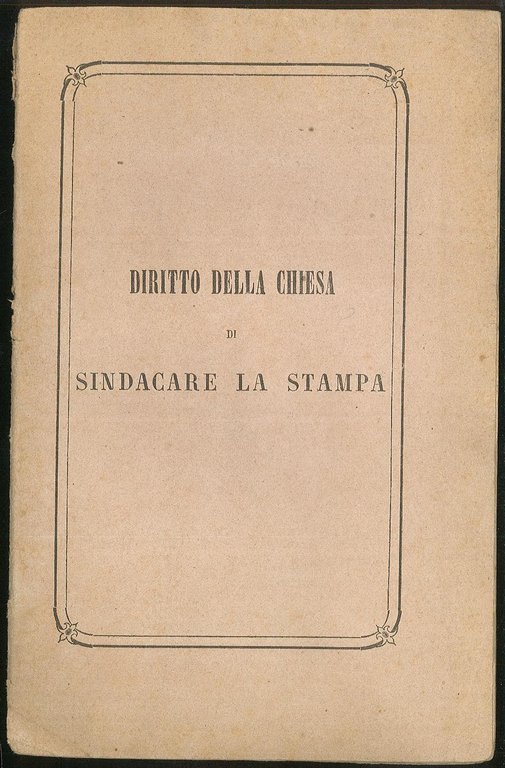 DIRITTO DELLA CHIESA
DI
SINDACARE LA STAMPA